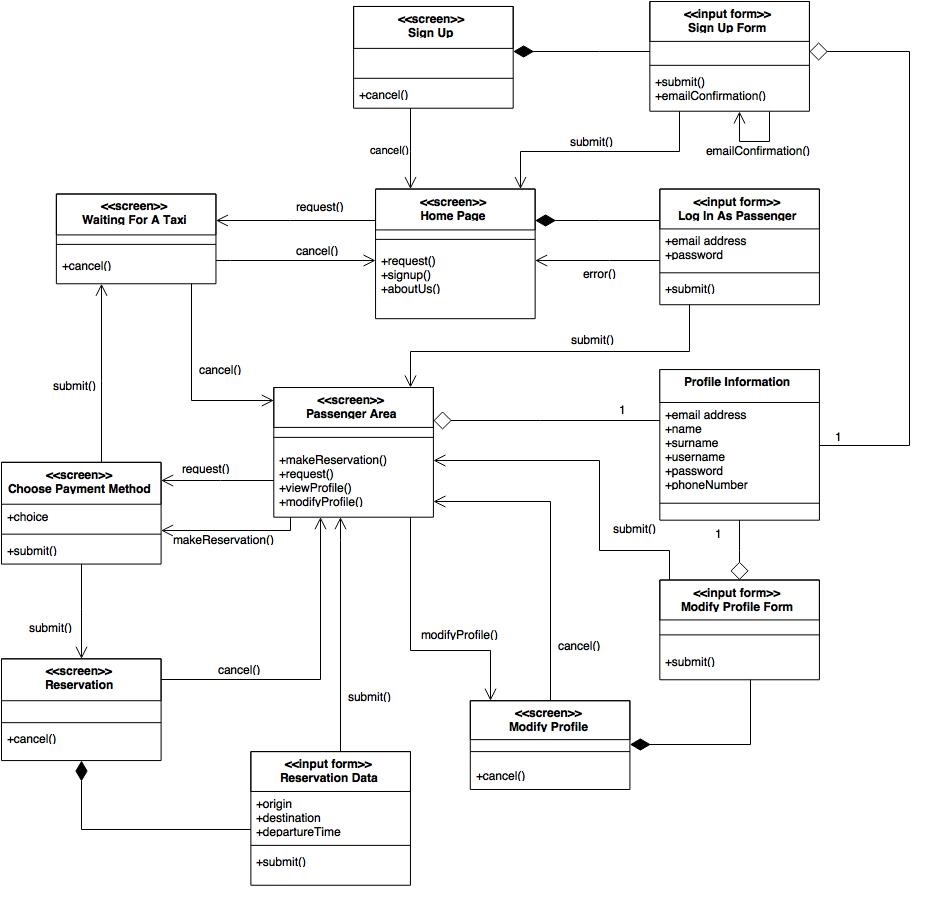 <<screen>>
Sign Up
+cancel()
<<input form>>
Sign Up Form
+submit()
+emailConfirmation()
cancel()
submit()
emailConfirmation()
<<screen>>
Waiting For A Taxi
+cancel()
request()
cancel()
<<screen>>
Home Page
+request()
+signup()
+aboutUs()
error()
<<input form>>
Log In As Passenger
+email address
+password
+submit()
submit()
cancel()
submit()
<<screen>>
Passenger Area
+makeReservation()
+request()
+viewProfile()
+modifyProfile()
1
Profile Information
+email address
+name
+surname
+username
+password
+phoneNumber
1
<<screen>>
Choose Payment Method
+choice
+submit()
request()
makeReservation()
submit()
1
<<input form>>
Modify Profile Form
+submit()
submit()
modifyProfile()
cancel()
<<screen>>
Reservation
+cancel()
cancel()
submit()
<<screen>>
Modify Profile
+cancel()
<<input form>>
Reservation Data
+origin
+destination
+departureTime
+submit()